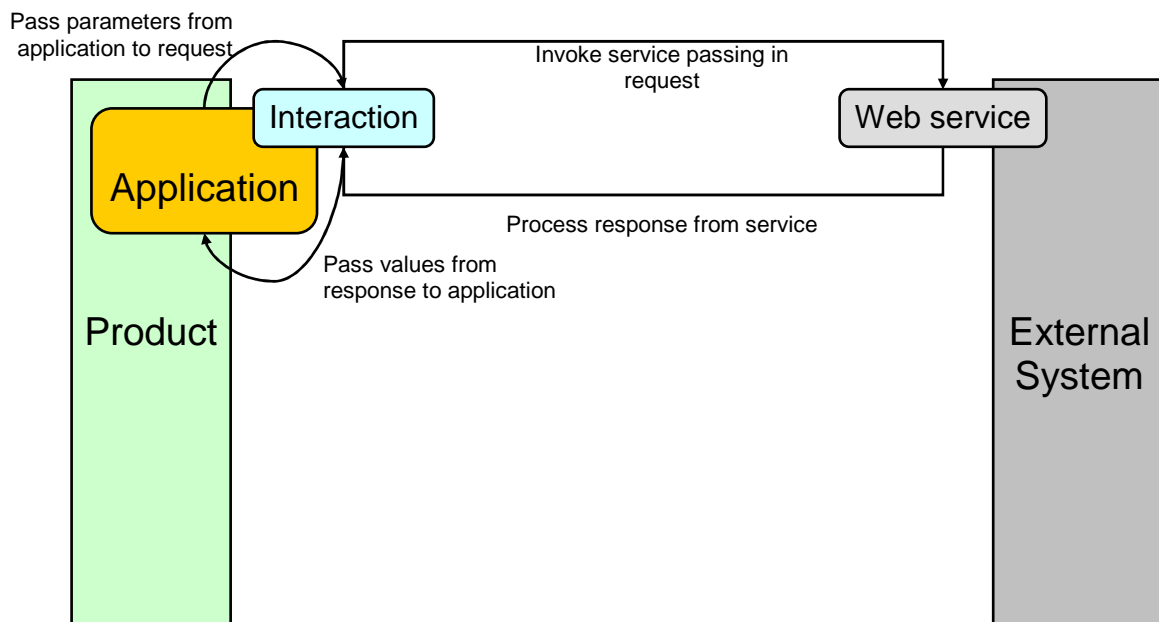 Pass parameters from
application to request
Invoke service passing in
request
Interaction
Web service
Application
Process response from service
Pass values from
response to application
Product
External
System